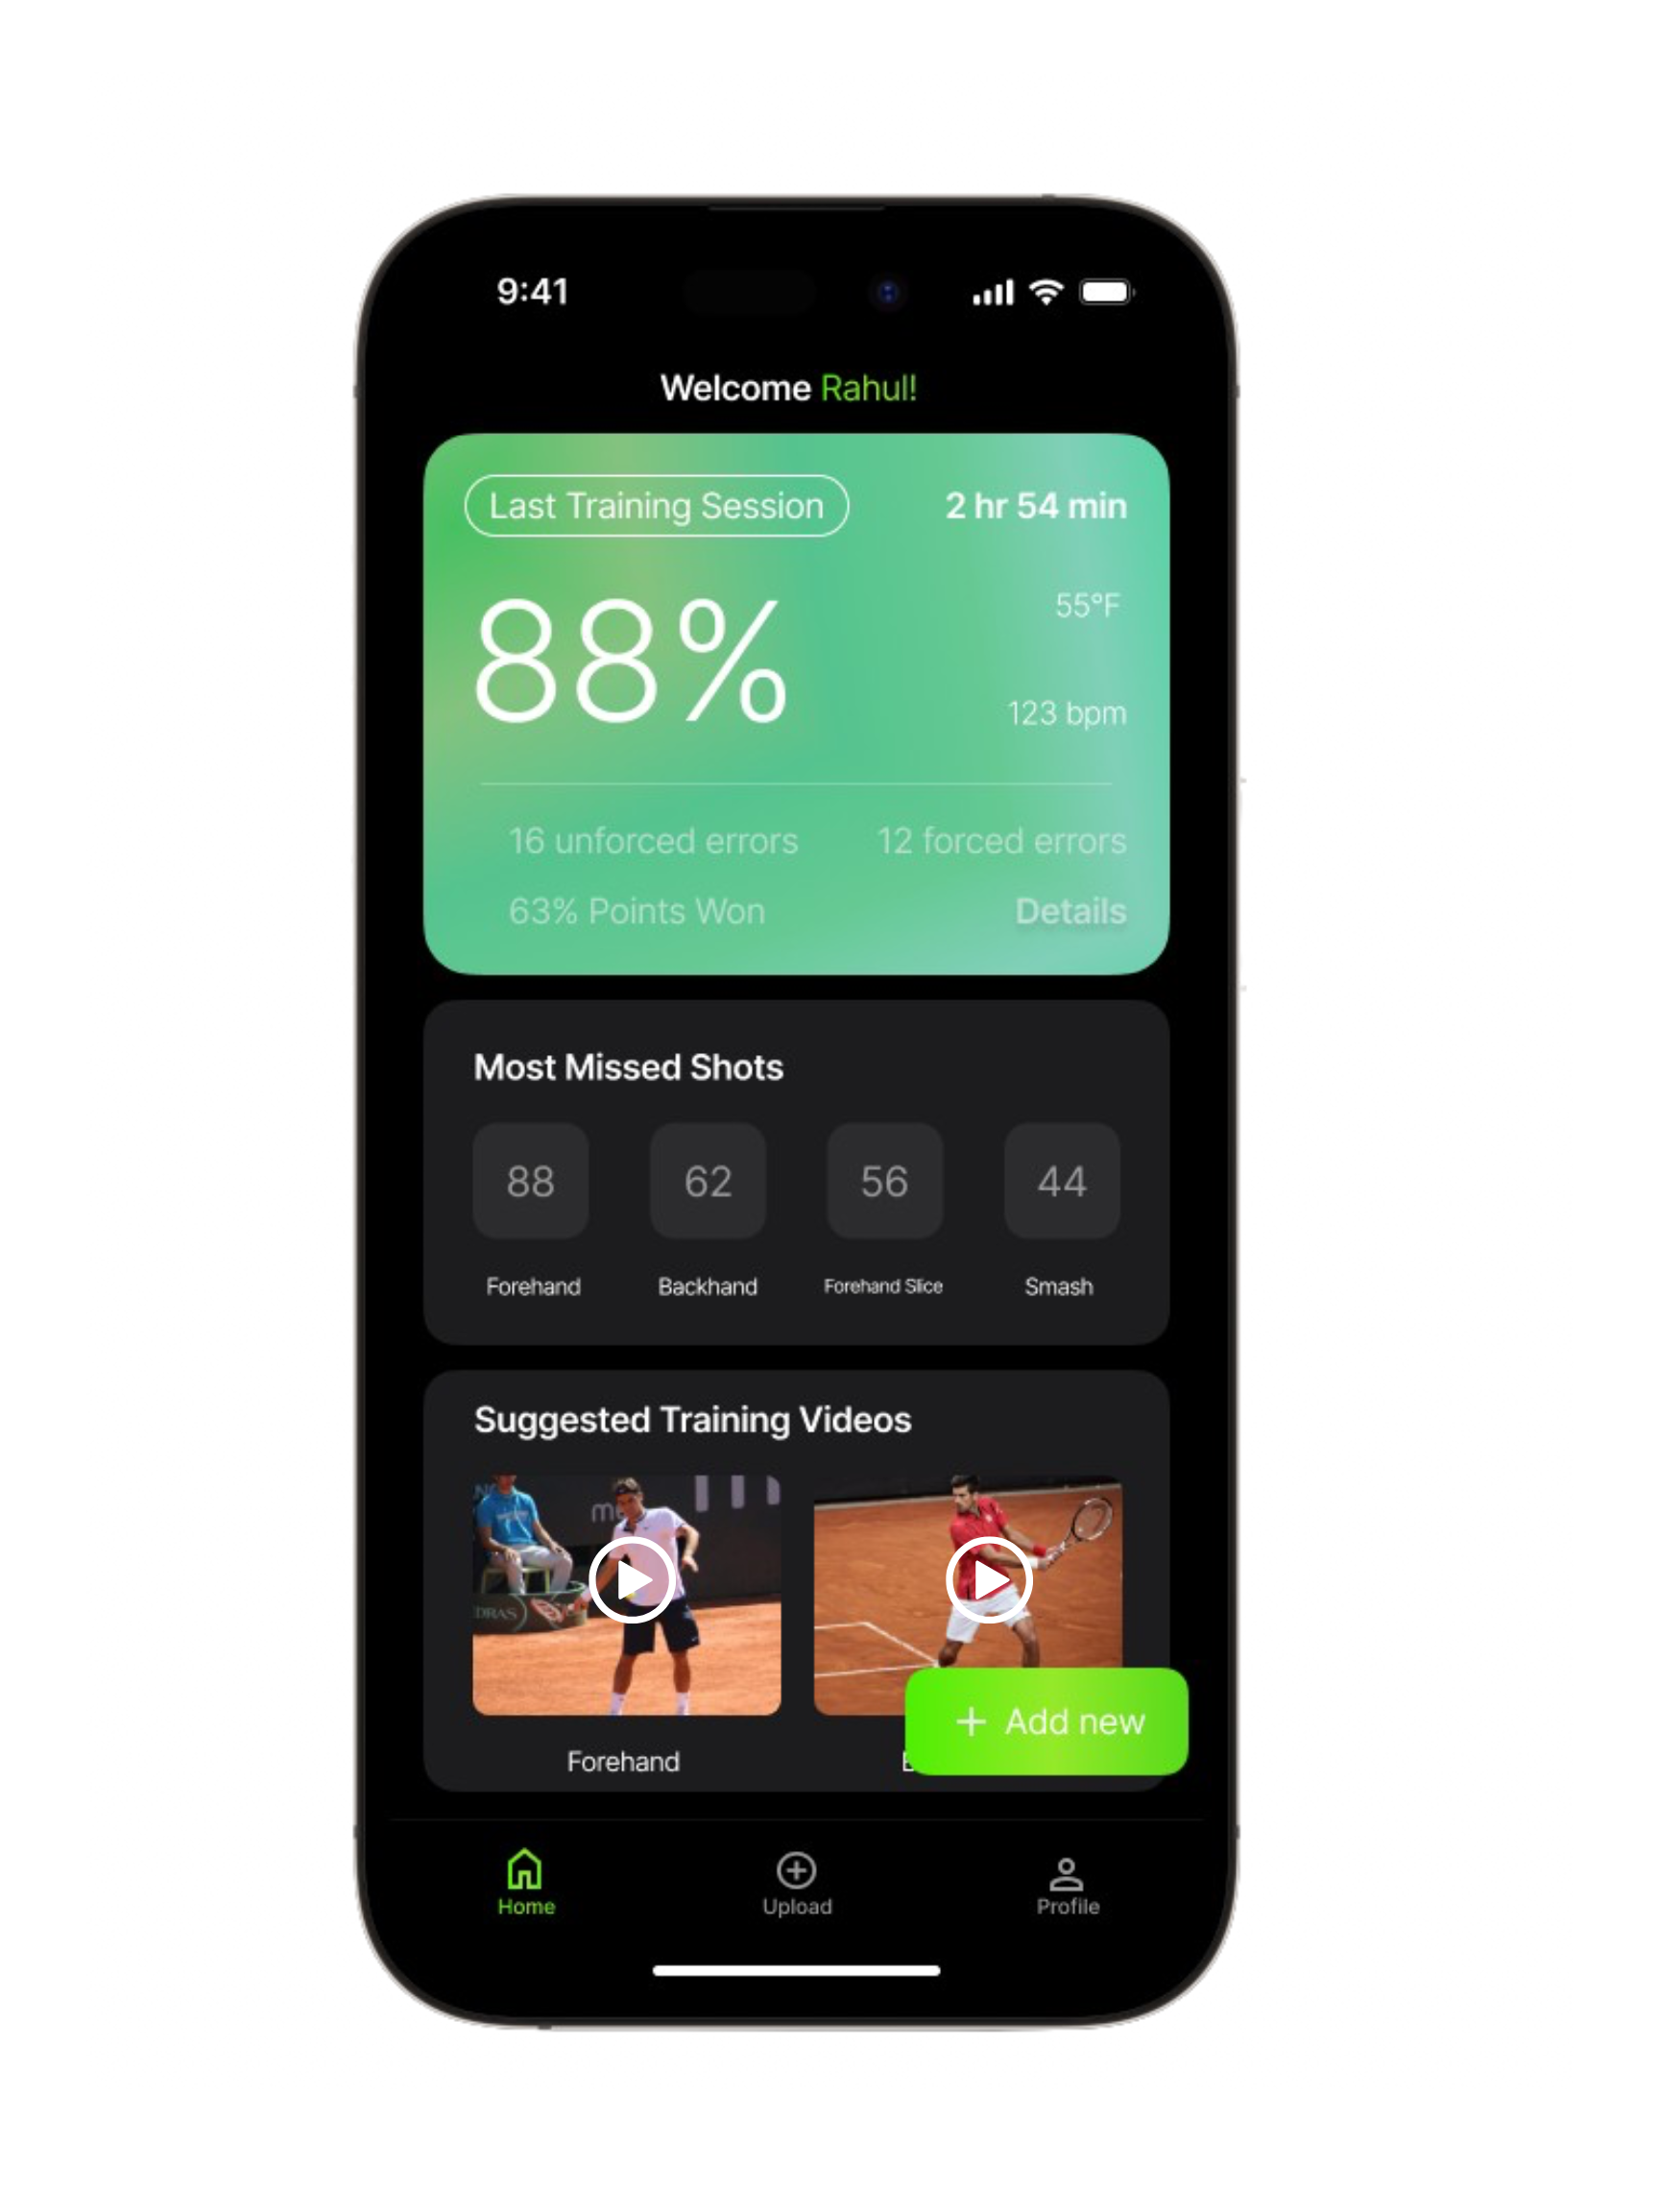 9:41
Welcome Rahul!
Last Training Session 2 hr 54 min
88%
55°F
123 bpm
16 unforced errors 12 forced errors
63% Points Won Details
Most Missed Shots
88 62 56 44
Forehand Backhand Forehand Slice Smash
Suggested Training Videos
+ Add new
Forehand
Home Upload Profile